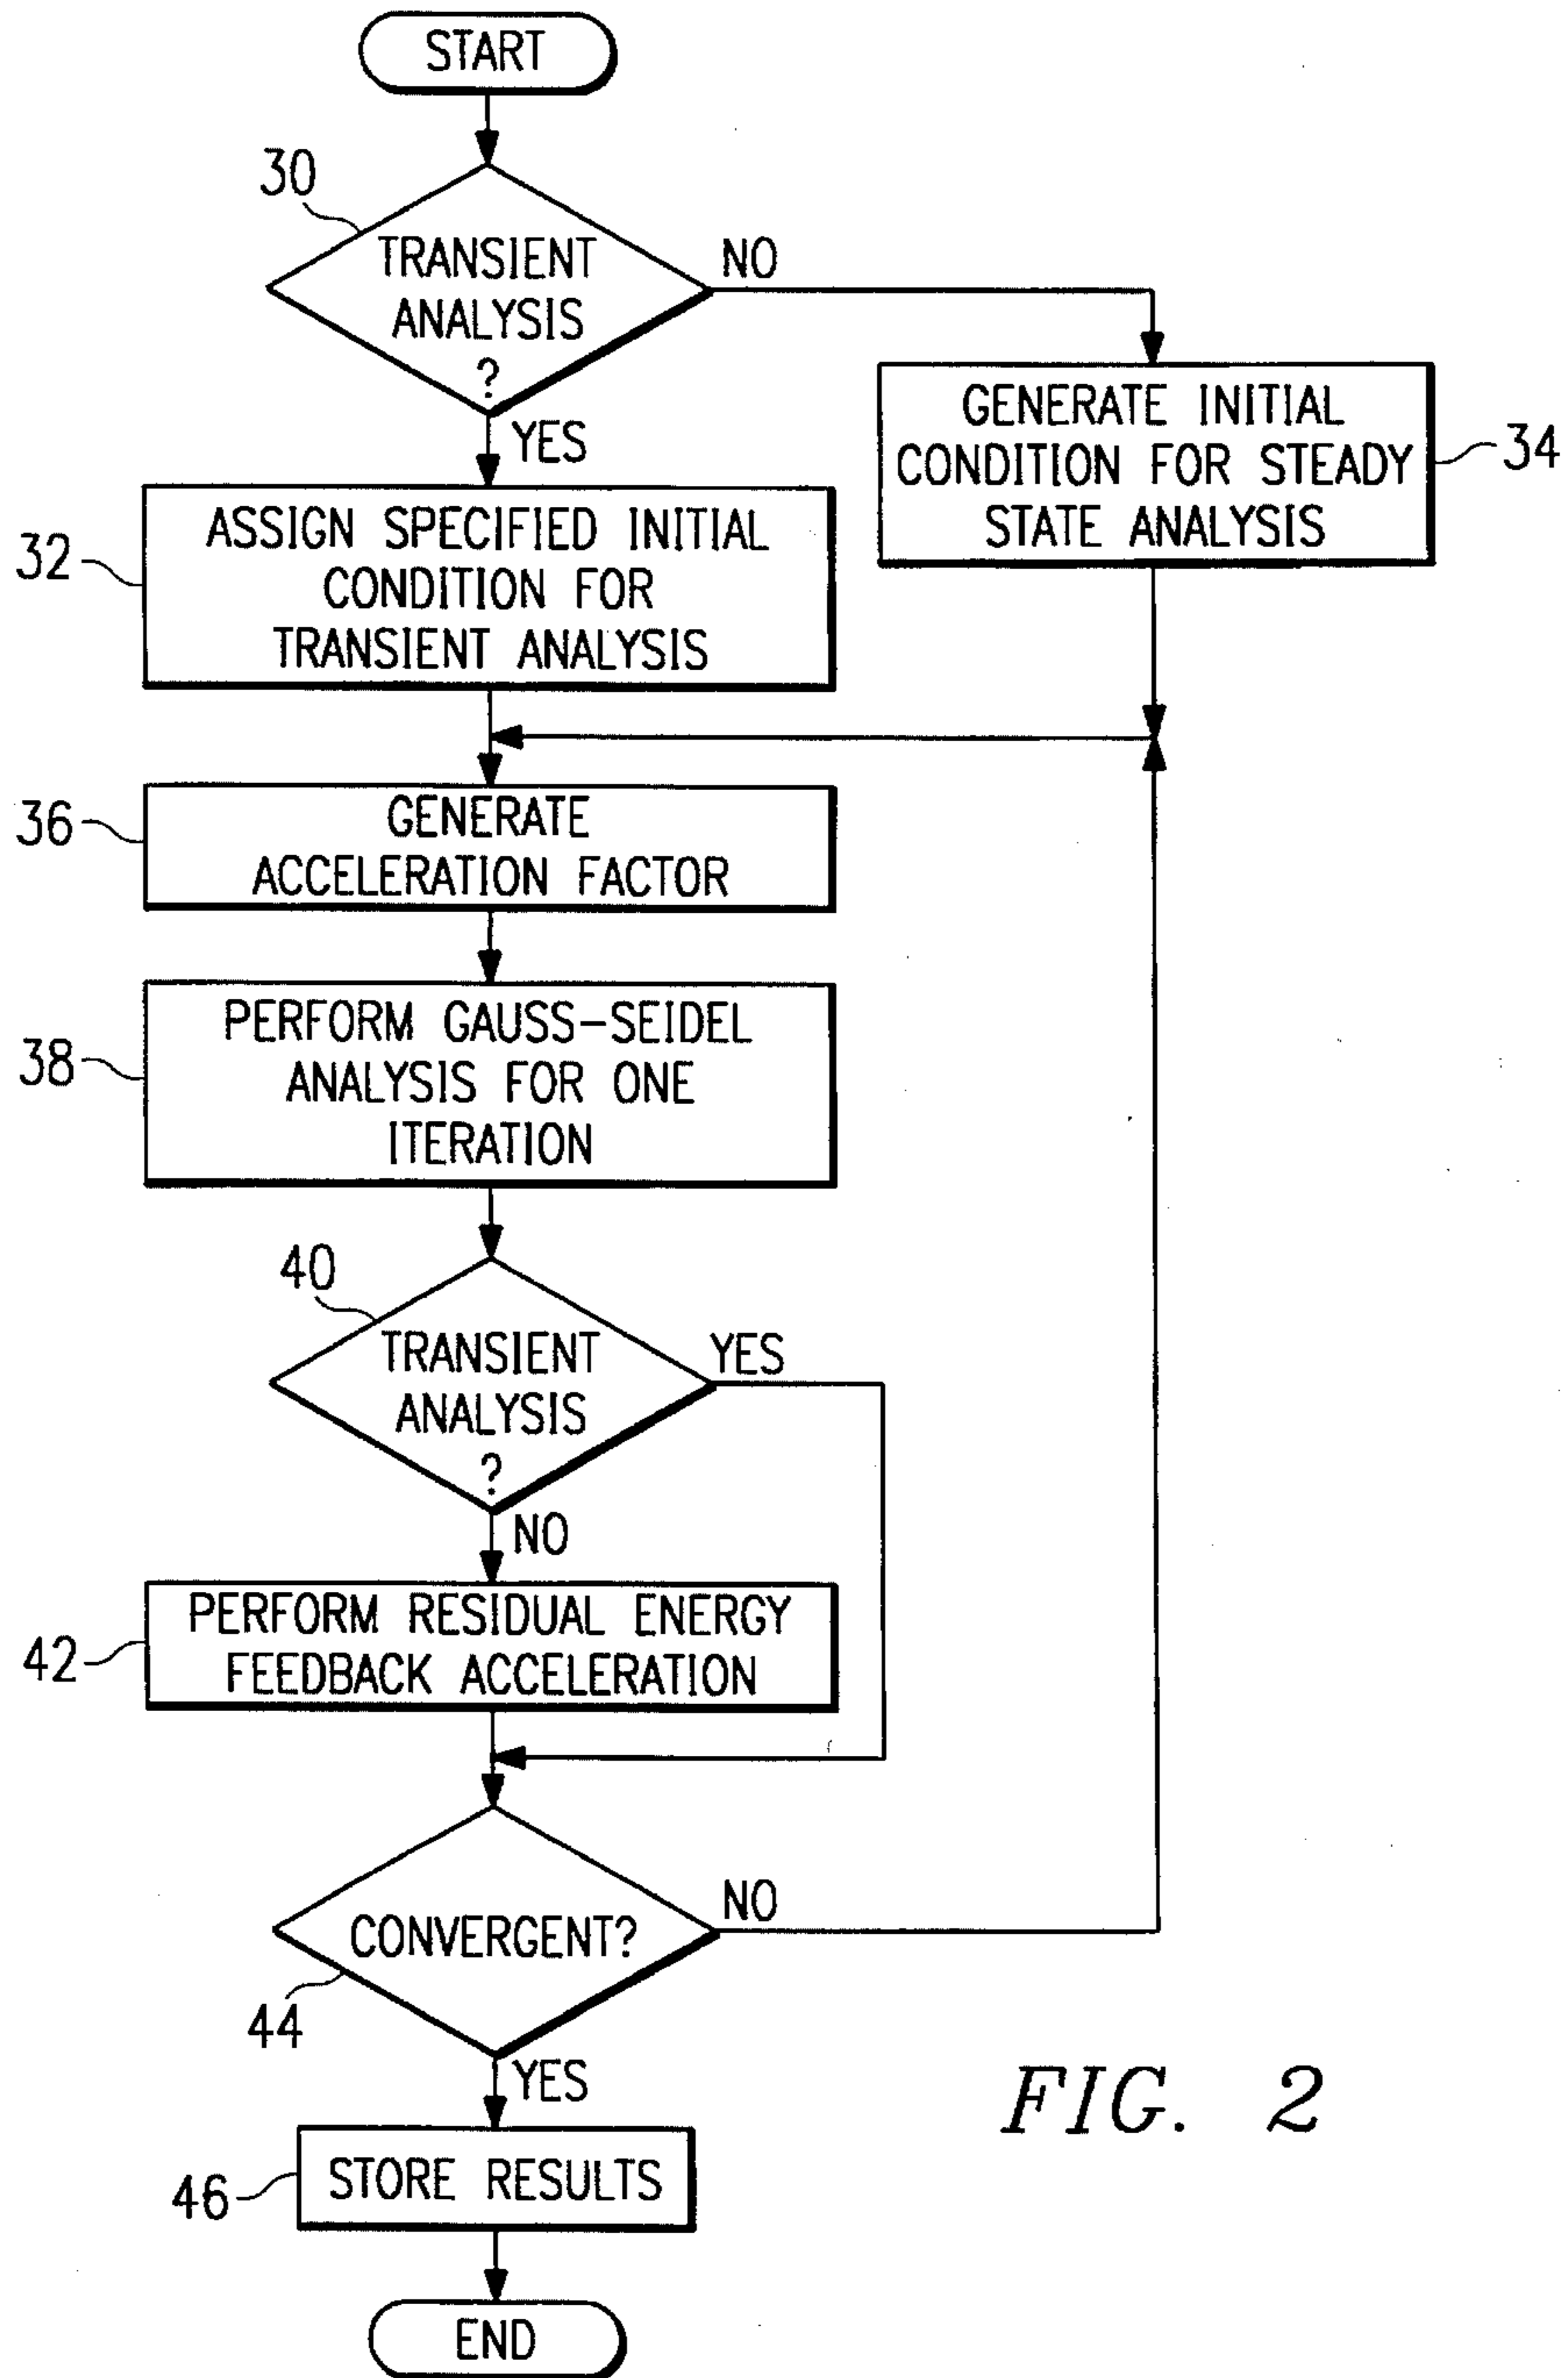 START
30
TRANSIENT
ANALYSIS
?
NO
YES
GENERATE INITIAL
CONDITION FOR STEADY
STATE ANALYSIS
34
32
ASSIGN SPECIFIED INITIAL
CONDITION FOR
TRANSIENT ANALYSIS
36
GENERATE
ACCELERATION FACTOR
38
PERFORM GAUSS-SEIDEL
ANALYSIS FOR ONE
ITERATION
40
TRANSIENT
ANALYSIS
?
YES
NO
42
PERFORM RESIDUAL ENERGY
FEEDBACK ACCELERATION
CONVERGENT?
NO
44
YES
46
STORE RESULTS
END
FIG. 2